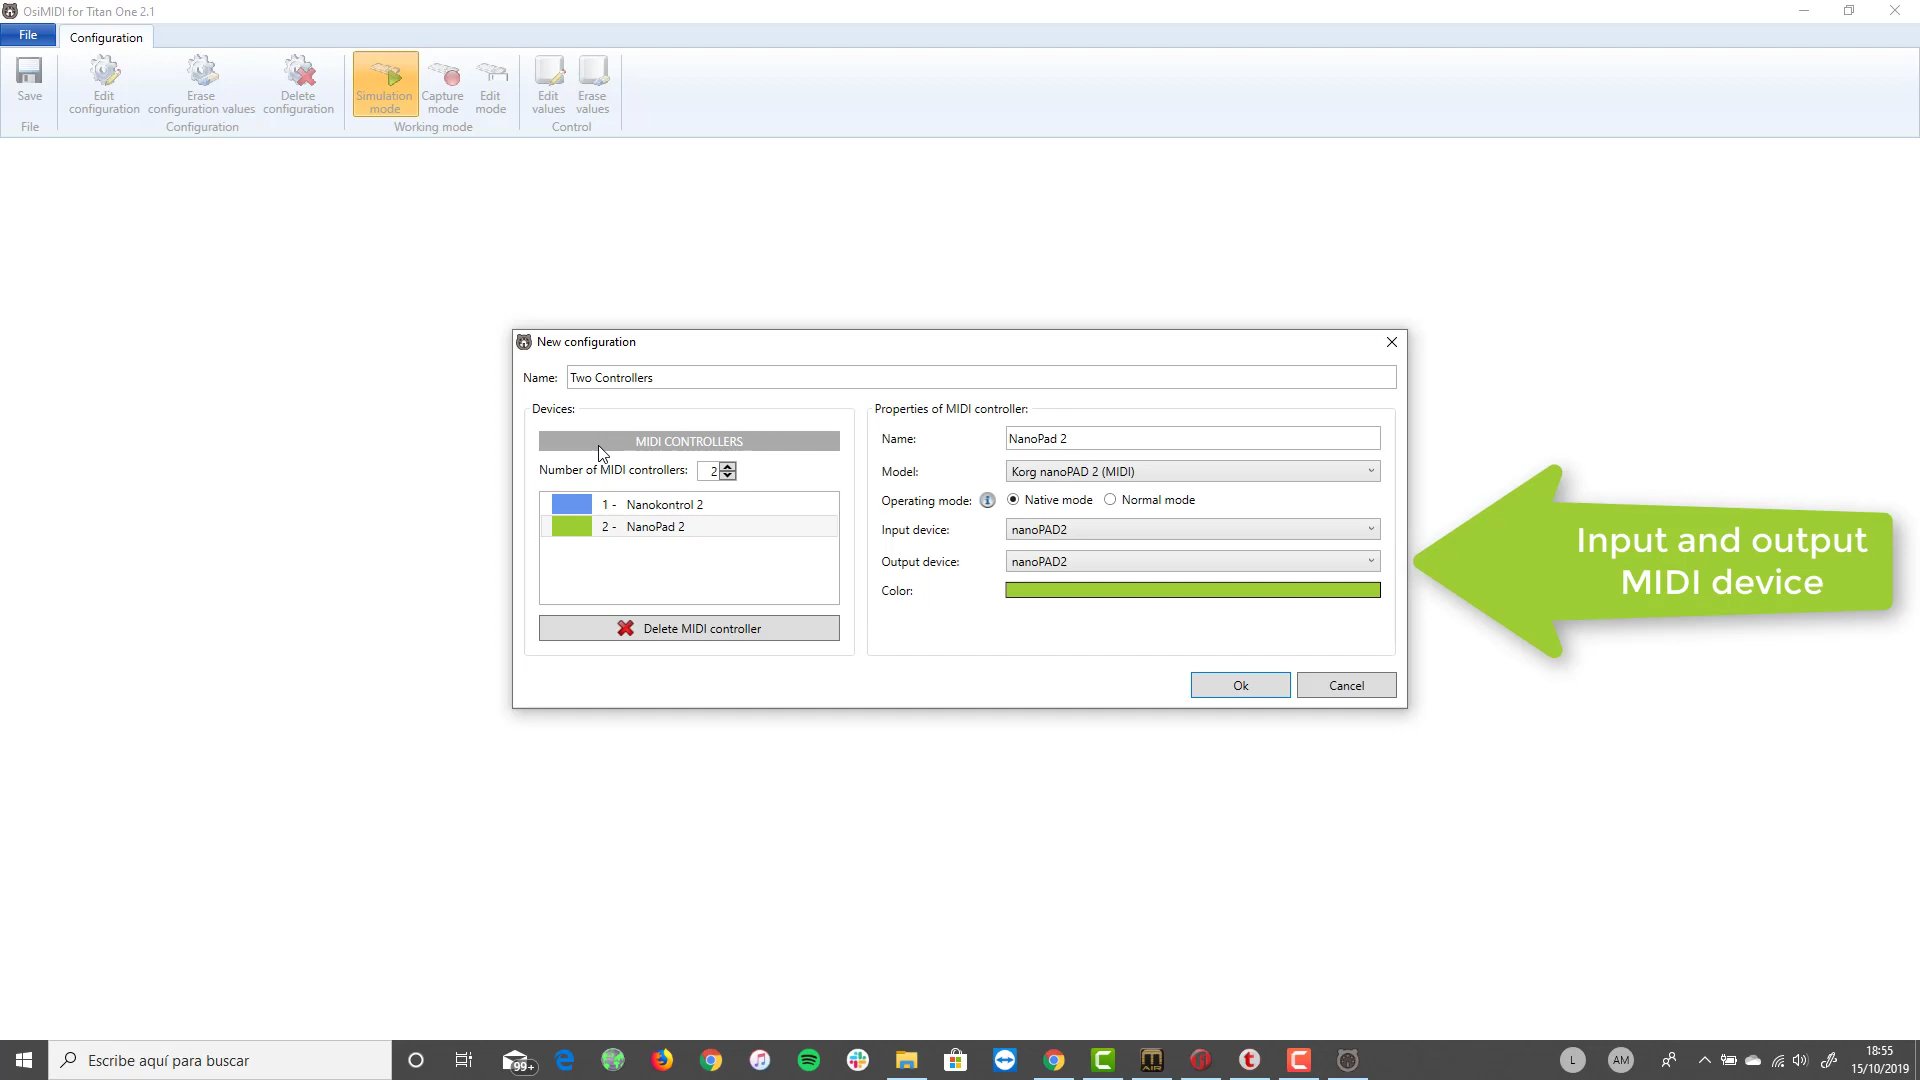 OsiMIDI for Titan One 2.1
File
Configuration
Save
Edit
configuration
Erase
configuration values
Delete
configuration
Simulation
mode
Capture
mode
Edit
mode
Edit
values
Erase
values
File
Configuration
Working mode
Control
New configuration
Name:
Two Controllers
Devices:
MIDI CONTROLLERS
Number of MIDI controllers:
2
1 - Nanokontrol 2
2 - NanoPad 2
Delete MIDI controller
Properties of MIDI controller:
Name:
NanoPad 2
Model:
Korg nanoPAD 2 (MIDI)
Operating mode:
Native mode
Normal mode
Input device:
nanoPAD2
Output device:
nanoPAD2
Color:
Ok
Cancel
Input and output
MIDI device
Escribe aquí para buscar
99+
AIR
L
AM
18:55
15/10/2019